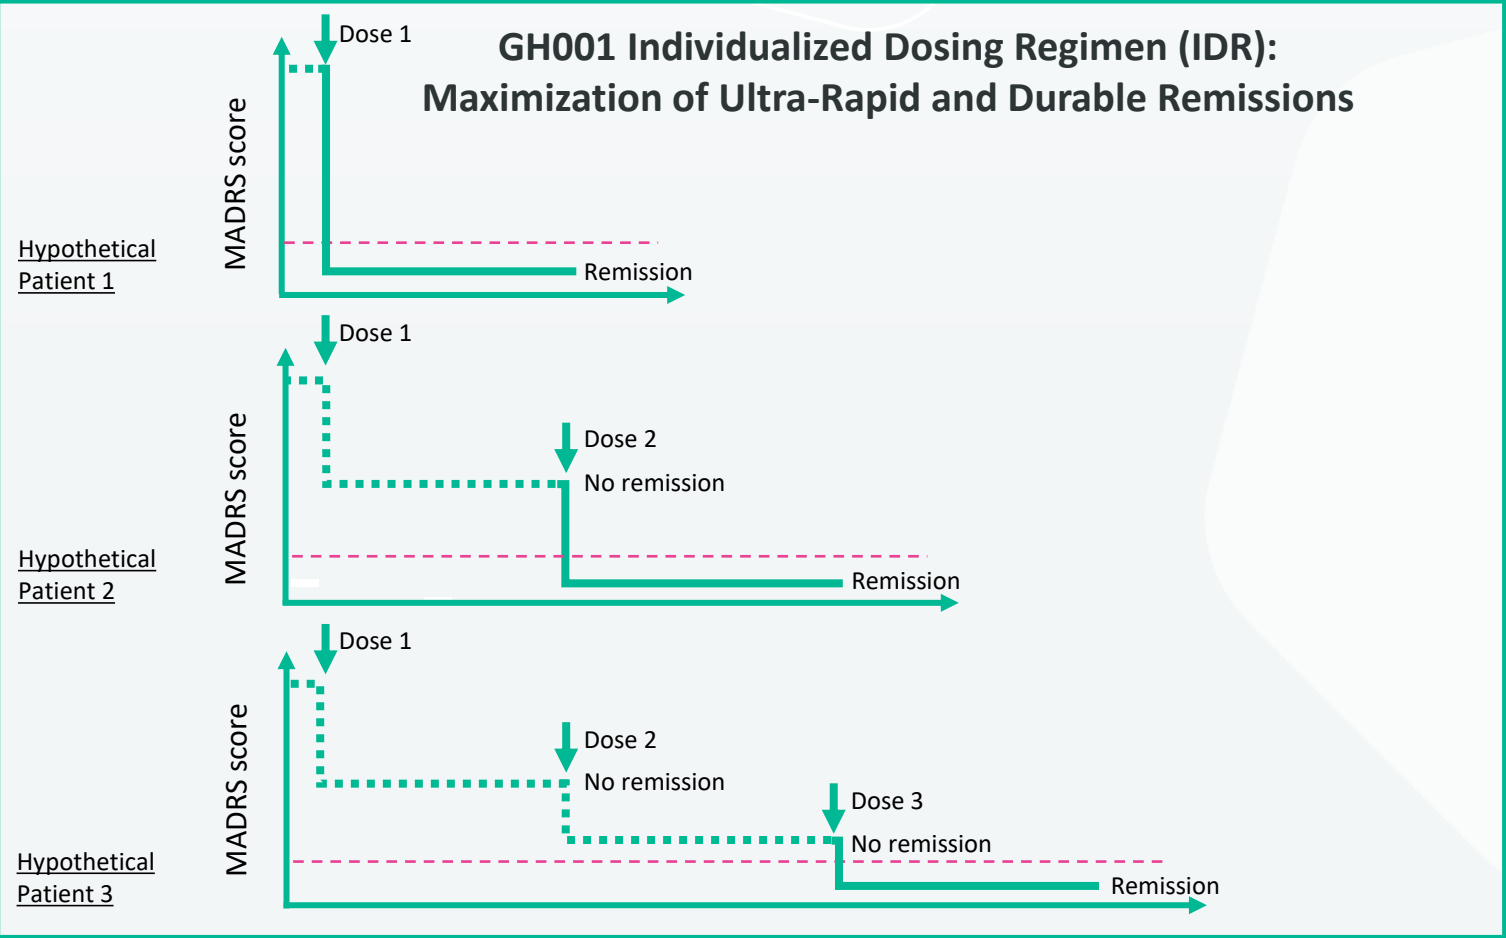 GH001 Individualized Dosing Regimen (IDR):
Maximization of Ultra-Rapid and Durable Remissions
Dose 1
MADRS score
Hypothetical
Patient 1
Remission
Dose 1
MADRS score
Dose 2
No remission
Hypothetical
Patient 2
Remission
Dose 1
MADRS score
Dose 2
No remission
Dose 3
No remission
Hypothetical
Patient 3
Remission